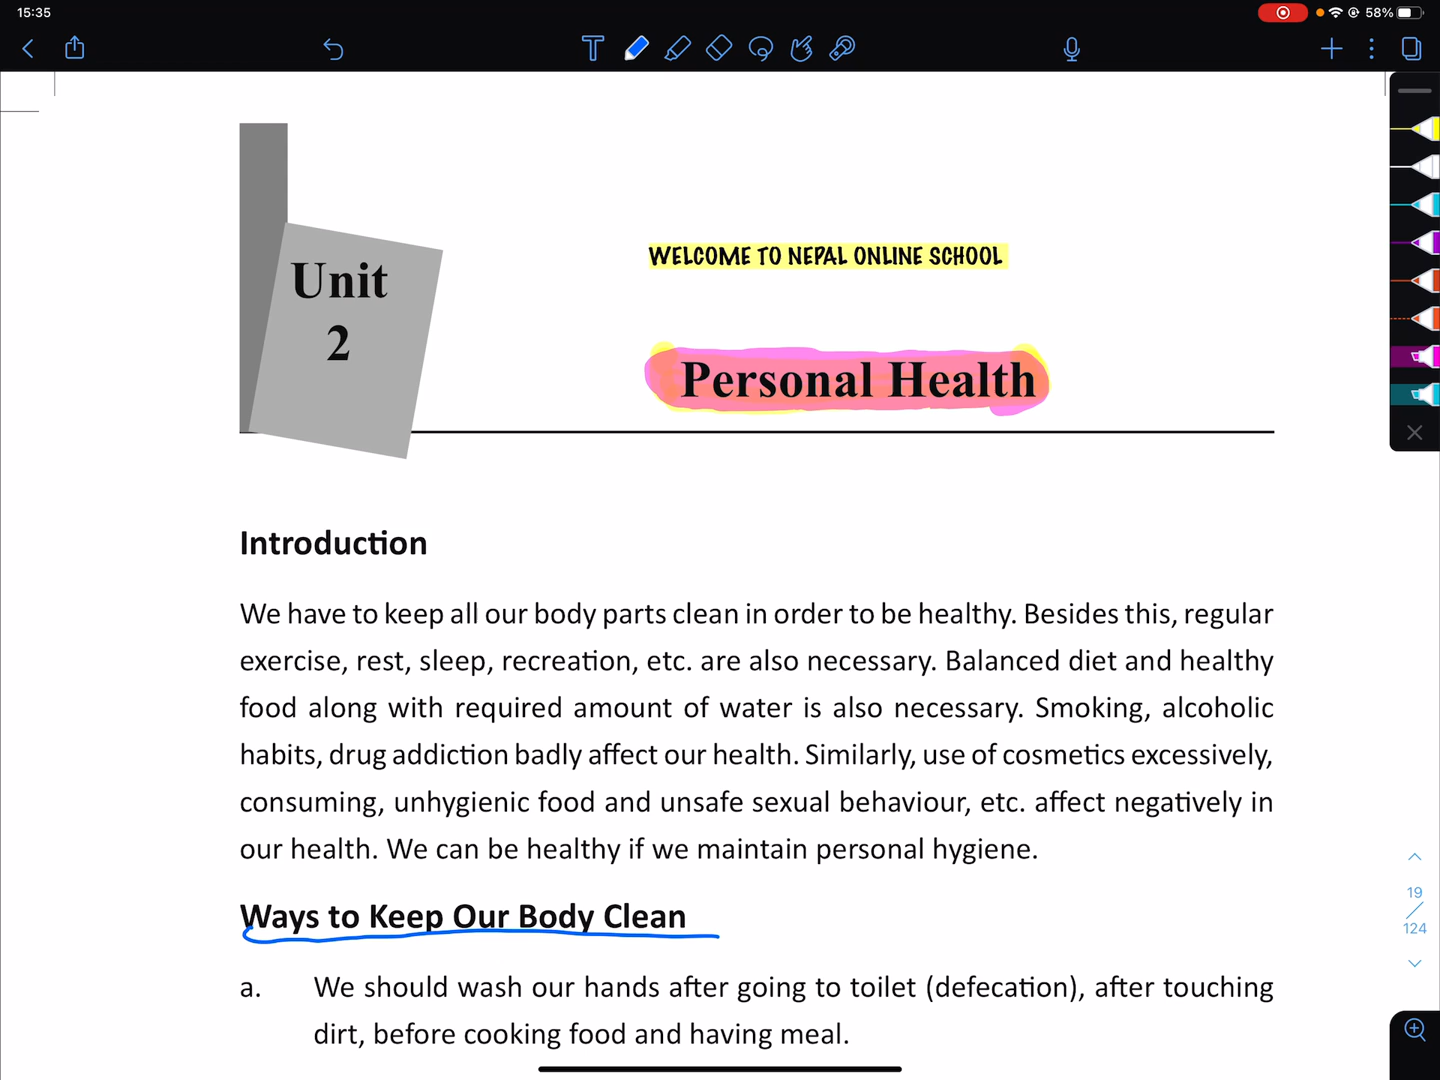 15:35
58%
WELCOME TO NEPAL ONLINE SCHOOL
Unit
2
Personal Health
Introduction
We have to keep all our body parts clean in order to be healthy. Besides this, regular
exercise, rest, sleep, recreation, etc. are also necessary. Balanced diet and healthy
food along with required amount of water is also necessary. Smoking, alcoholic
habits, drug addiction badly affect our health. Similarly, use of cosmetics excessively,
consuming, unhygienic food and unsafe sexual behaviour, etc. affect negatively in
our health. We can be healthy if we maintain personal hygiene.
Ways to Keep Our Body Clean
a. We should wash our hands after going to toilet (defecation), after touching
dirt, before cooking food and having meal.
19
124